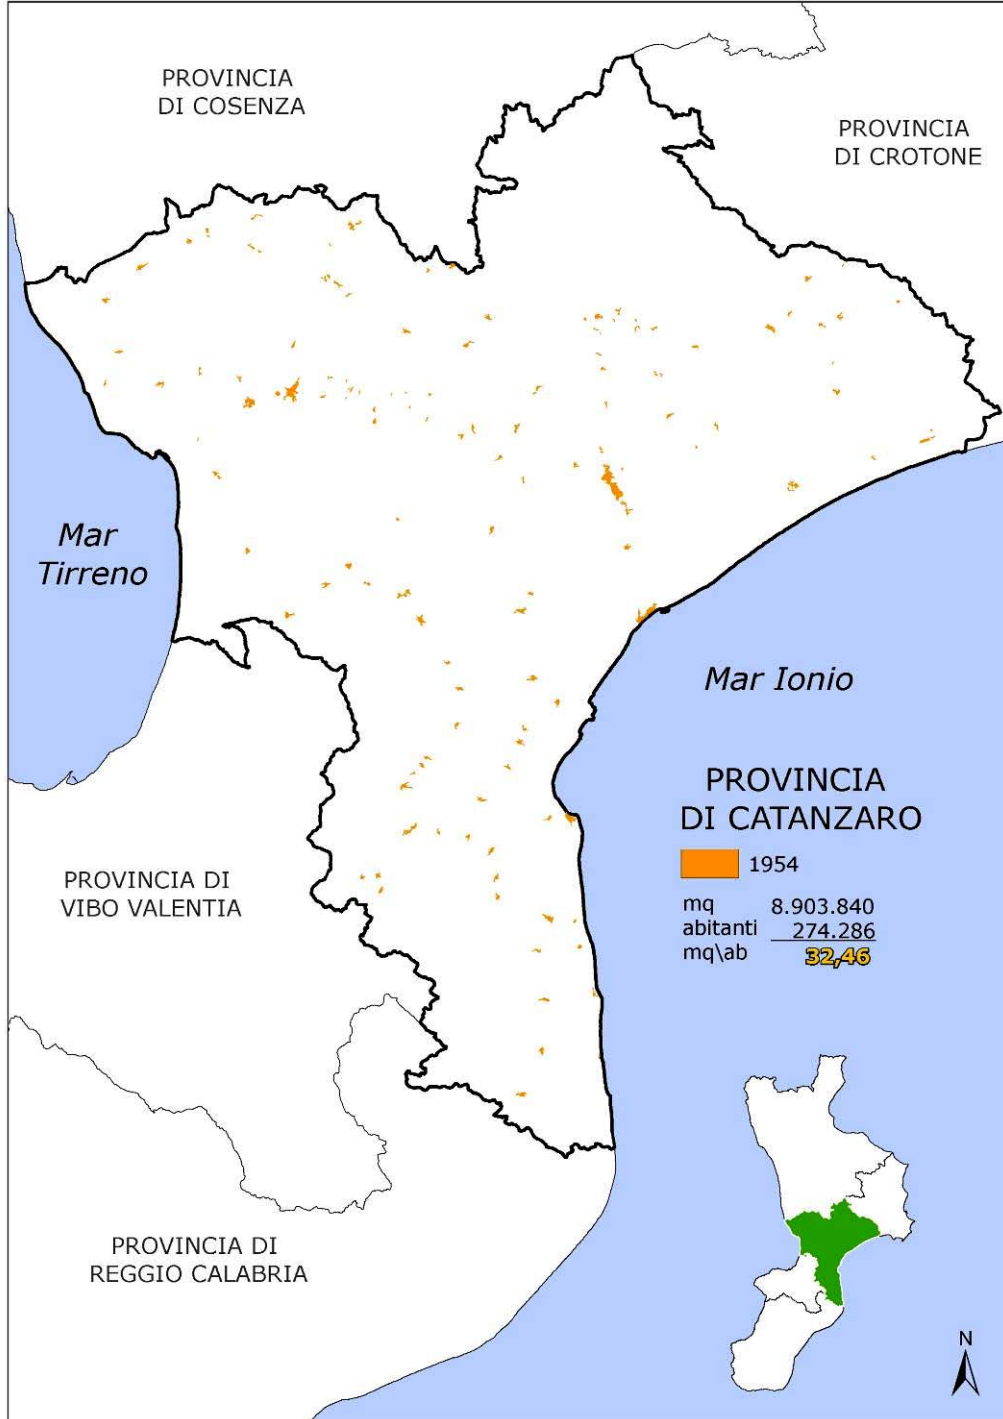 PROVINCIA
DI COSENZA
PROVINCIA
DI CROTONE
Mar
Tirreno
Mar Ionio
PROVINCIA
DI CATANZARO
1954
mq 8.903.840
abitanti 274.286
mq\ab 32,46
PROVINCIA DI
VIBO VALENTIA
PROVINCIA DI
REGGIO CALABRIA
N